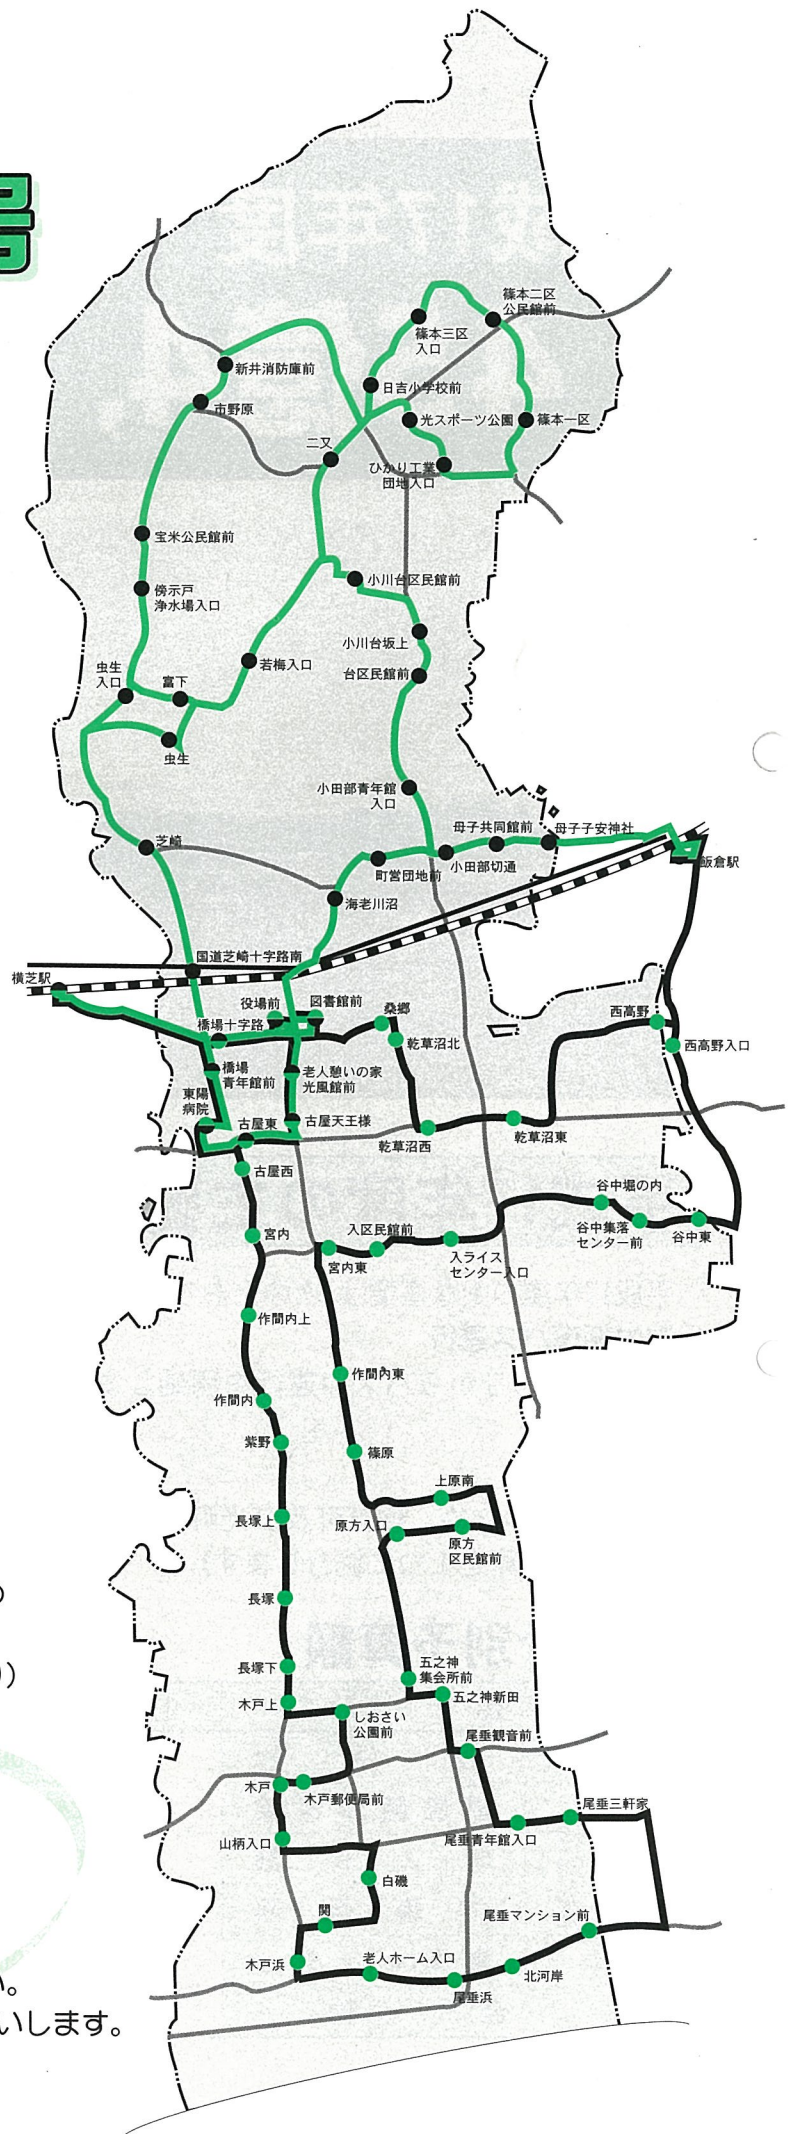 号
篠本二区
公民館前
篠本三区
入口
新井消防庫前
日吉小学校前
市野原
光スポーツ公園
篠本一区
二又
ひかり工業
団地入口
宝米公民館前
小川台区民館前
傍示戸
浄水場入口
小川台坂上
若梅入口
台区民館前
虫生
入口
富下
虫生
小田部青年館
入口
母子共同館前
母子子安神社
芝崎
町営団地前
小田部切通
飯倉駅
海老川沼
国道芝崎十字路南
横芝駅
役場前
図書館前
桑郷
西高野
橋場十字路
乾草沼北
西高野入口
橋場
青年館前
老人憩いの家
光風館前
東陽
病院
古屋東
古屋天王様
乾草沼西
乾草沼東
古屋西
谷中堀の内
宮内
入区民館前
谷中集落
センター前
谷中東
宮内東
入ライス
センター入口
作間内上
作間内東
作間内
紫野
篠原
上原南
長塚上
原方入口
原方
区民館前
長塚
長塚下
五之神
集会所前
木戸上
五之神新田
しおさい
公園前
尾垂観音前
木戸
木戸郵便局前
尾垂三軒家
山柄入口
尾垂青年館入口
白磯
関
尾垂マンション前
木戸浜
老人ホーム入口
北河岸
尾垂浜
い。
いします。